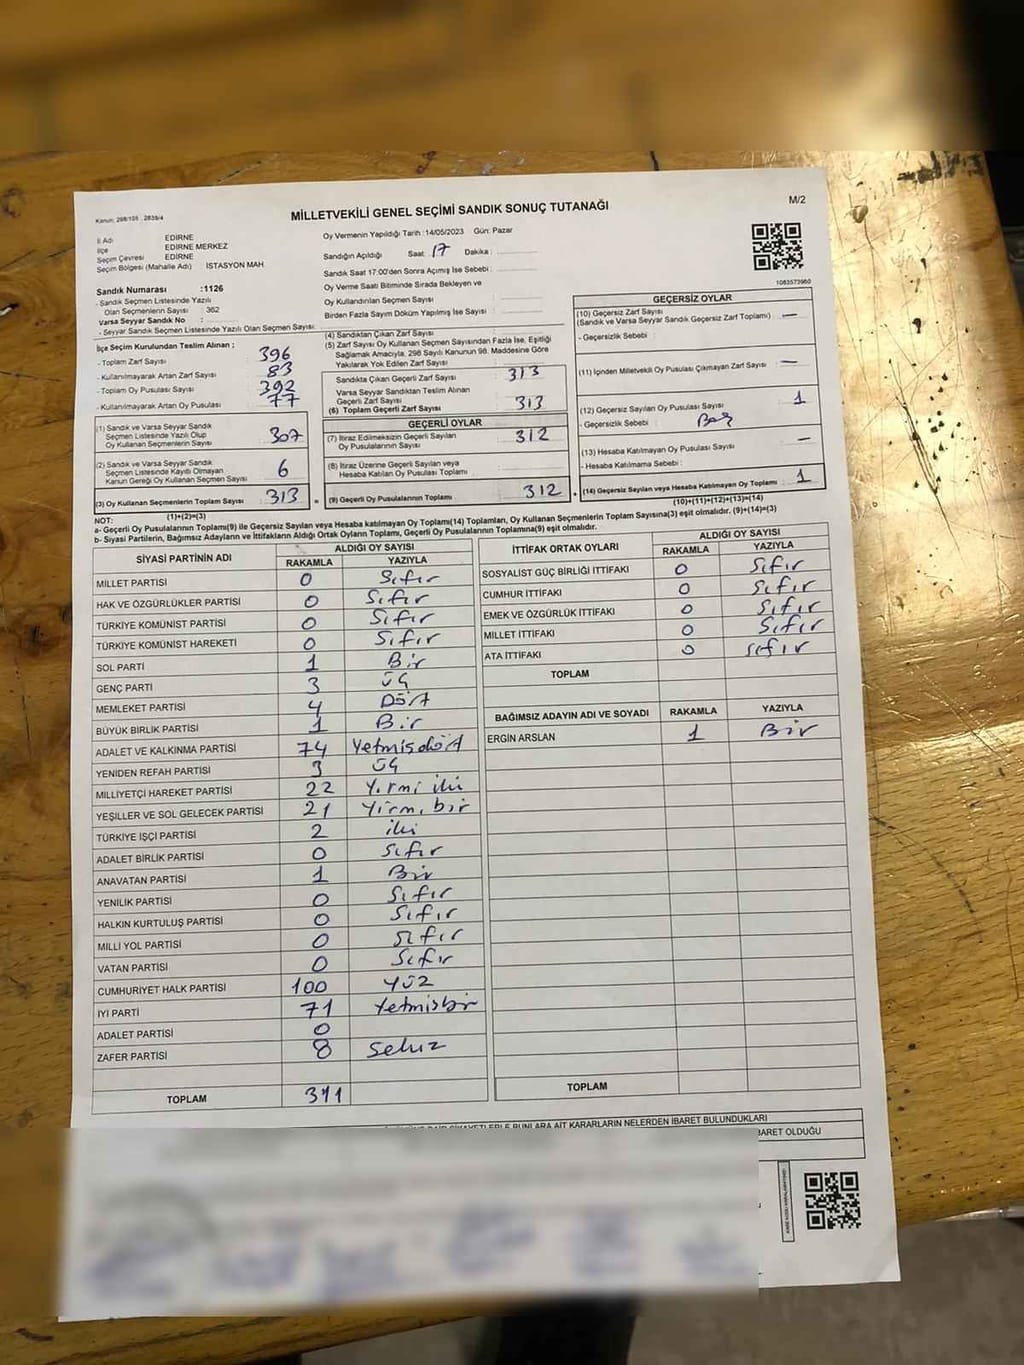 Kanun: 298/105 , 2839/4
MİLLETVEKİLİ GENEL SEÇİMİ SANDIK SONUÇ TUTANAĞI
M/2
İl Adı EDİRNE
İlçe EDİRNE MERKEZ
Seçim Çevresi EDİRNE
Seçim Bölgesi (Mahalle Adı) İSTASYON MAH.
Sandık Numarası :1126
- Sandık Seçmen Listesinde Yazılı
Olan Seçmenlerin Sayısı 362
Varsa Seyyar Sandık No :
- Seyyar Sandık Seçmen Listesinde Yazılı Olan Seçmen Sayısı:
Oy Vermenin Yapıldığı Tarih :14/05/2023 Gün: Pazar
Sandığın Açıldığı Saat: 17 Dakika :
Sandık Saat 17:00'den Sonra Açılmış İse Sebebi :
Oy Verme Saati Bitiminde Sırada Bekleyen ve
Oy Kullandırılan Seçmen Sayısı :
Birden Fazla Sayım Döküm Yapılmış İse Sayısı :
1083573960
İlçe Seçim Kurulundan Teslim Alınan ;
- Toplam Zarf Sayısı : 396
- Kullanılmayarak Artan Zarf Sayısı : 83
- Toplam Oy Pusulası Sayısı : 392
- Kullanılmayarak Artan Oy Pusulası : 77
(1) Sandık ve Varsa Seyyar Sandık
Seçmen Listesinde Yazılı Olup
Oy Kullanan Seçmenlerin Sayısı 307
(2) Sandık ve Varsa Seyyar Sandık
Seçmen Listesinde Kayıtlı Olmayan
Kanun Gereği Oy Kullanan Seçmen Sayısı 6
(3) Oy Kullanan Seçmenlerin Toplam Sayısı : 313
(1)+(2)=(3)
(4) Sandıktan Çıkan Zarf Sayısı
(5) Zarf Sayısı Oy Kullanan Seçmen Sayısından Fazla İse, Eşitliği
Sağlamak Amacıyla, 298 Sayılı Kanunun 98. Maddesine Göre
Yakılarak Yok Edilen Zarf Sayısı :
Sandıkta Çıkan Geçerli Zarf Sayısı 313
Varsa Seyyar Sandıktan Teslim Alınan
Geçerli Zarf Sayısı
(6) Toplam Geçerli Zarf Sayısı 313
GEÇERLİ OYLAR
(7) İtiraz Edilmeksizin Geçerli Sayılan
Oy Pusulalarının Sayısı : 312
(8) İtiraz Üzerine Geçerli Sayılan veya
Hesaba Katılan Oy Pusulası Toplamı :
= (9) Geçerli Oy Pusulalarının Toplamı : 312 +
GEÇERSİZ OYLAR
(10) Geçersiz Zarf Sayısı
(Sandık ve Varsa Seyyar Sandık Geçersiz Zarf Toplamı) : —
- Geçersizlik Sebebi :
(11) İçinden Milletvekili Oy Pusulası Çıkmayan Zarf Sayısı : —
(12) Geçersiz Sayılan Oy Pusulası Sayısı : 1
- Geçersizlik Sebebi : Boş
(13) Hesaba Katılmayan Oy Pusulası Sayısı : —
- Hesaba Katılmama Sebebi :
(14) Geçersiz Sayılan veya Hesaba Katılmayan Oy Toplamı : 1
(10)+(11)+(12)+(13)=(14)
NOT:
a- Geçerli Oy Pusulalarının Toplamı(9) ile Geçersiz Sayılan veya Hesaba katılmayan Oy Toplamı(14) Toplamları, Oy Kullanan Seçmenlerin Toplam Sayısına(3) eşit olmalıdır. (9)+(14)=(3)
b- Siyasi Partilerin, Bağımsız Adayların ve İttifakların Aldığı Ortak Oyların Toplamı, Geçerli Oy Pusulalarının Toplamına(9) eşit olmalıdır.
SİYASİ PARTİNİN ADI ALDIĞI OY SAYISI
RAKAMLA YAZIYLA
MİLLET PARTİSİ 0 Sıfır
HAK VE ÖZGÜRLÜKLER PARTİSİ 0 Sıfır
TÜRKİYE KOMÜNİST PARTİSİ 0 Sıfır
TÜRKİYE KOMÜNİST HAREKETİ 0 Sıfır
SOL PARTİ 1 Bir
GENÇ PARTİ 3 üç
MEMLEKET PARTİSİ 4 Dört
BÜYÜK BİRLİK PARTİSİ 1 Bir
ADALET VE KALKINMA PARTİSİ 74 Yetmişdört
YENİDEN REFAH PARTİSİ 3 üç
MİLLİYETÇİ HAREKET PARTİSİ 22 Yirmi iki
YEŞİLLER VE SOL GELECEK PARTİSİ 21 Yirmi bir
TÜRKİYE İŞÇİ PARTİSİ 2 iki
ADALET BİRLİK PARTİSİ 0 Sıfır
ANAVATAN PARTİSİ 1 Bir
YENİLİK PARTİSİ 0 Sıfır
HALKIN KURTULUŞ PARTİSİ 0 Sıfır
MİLLİ YOL PARTİSİ 0 Sıfır
VATAN PARTİSİ 0 Sıfır
CUMHURİYET HALK PARTİSİ 100 Yüz
İYİ PARTİ 71 Yetmişbir
ADALET PARTİSİ 0
ZAFER PARTİSİ 8 Sekiz
TOPLAM 311
İTTİFAK ORTAK OYLARI ALDIĞI OY SAYISI
RAKAMLA YAZIYLA
SOSYALİST GÜÇ BİRLİĞİ İTTİFAKI 0 Sıfır
CUMHUR İTTİFAKI 0 Sıfır
EMEK VE ÖZGÜRLÜK İTTİFAKI 0 Sıfır
MİLLET İTTİFAKI 0 Sıfır
ATA İTTİFAKI 0 Sıfır
TOPLAM
BAĞIMSIZ ADAYIN ADI VE SOYADI RAKAMLA YAZIYLA
ERGİN ARSLAN 1 Bir
TOPLAM
BUNLARA AİT KARARLARIN NELERDEN İBARET BULUNDUKLARI
İBARET OLDUĞU